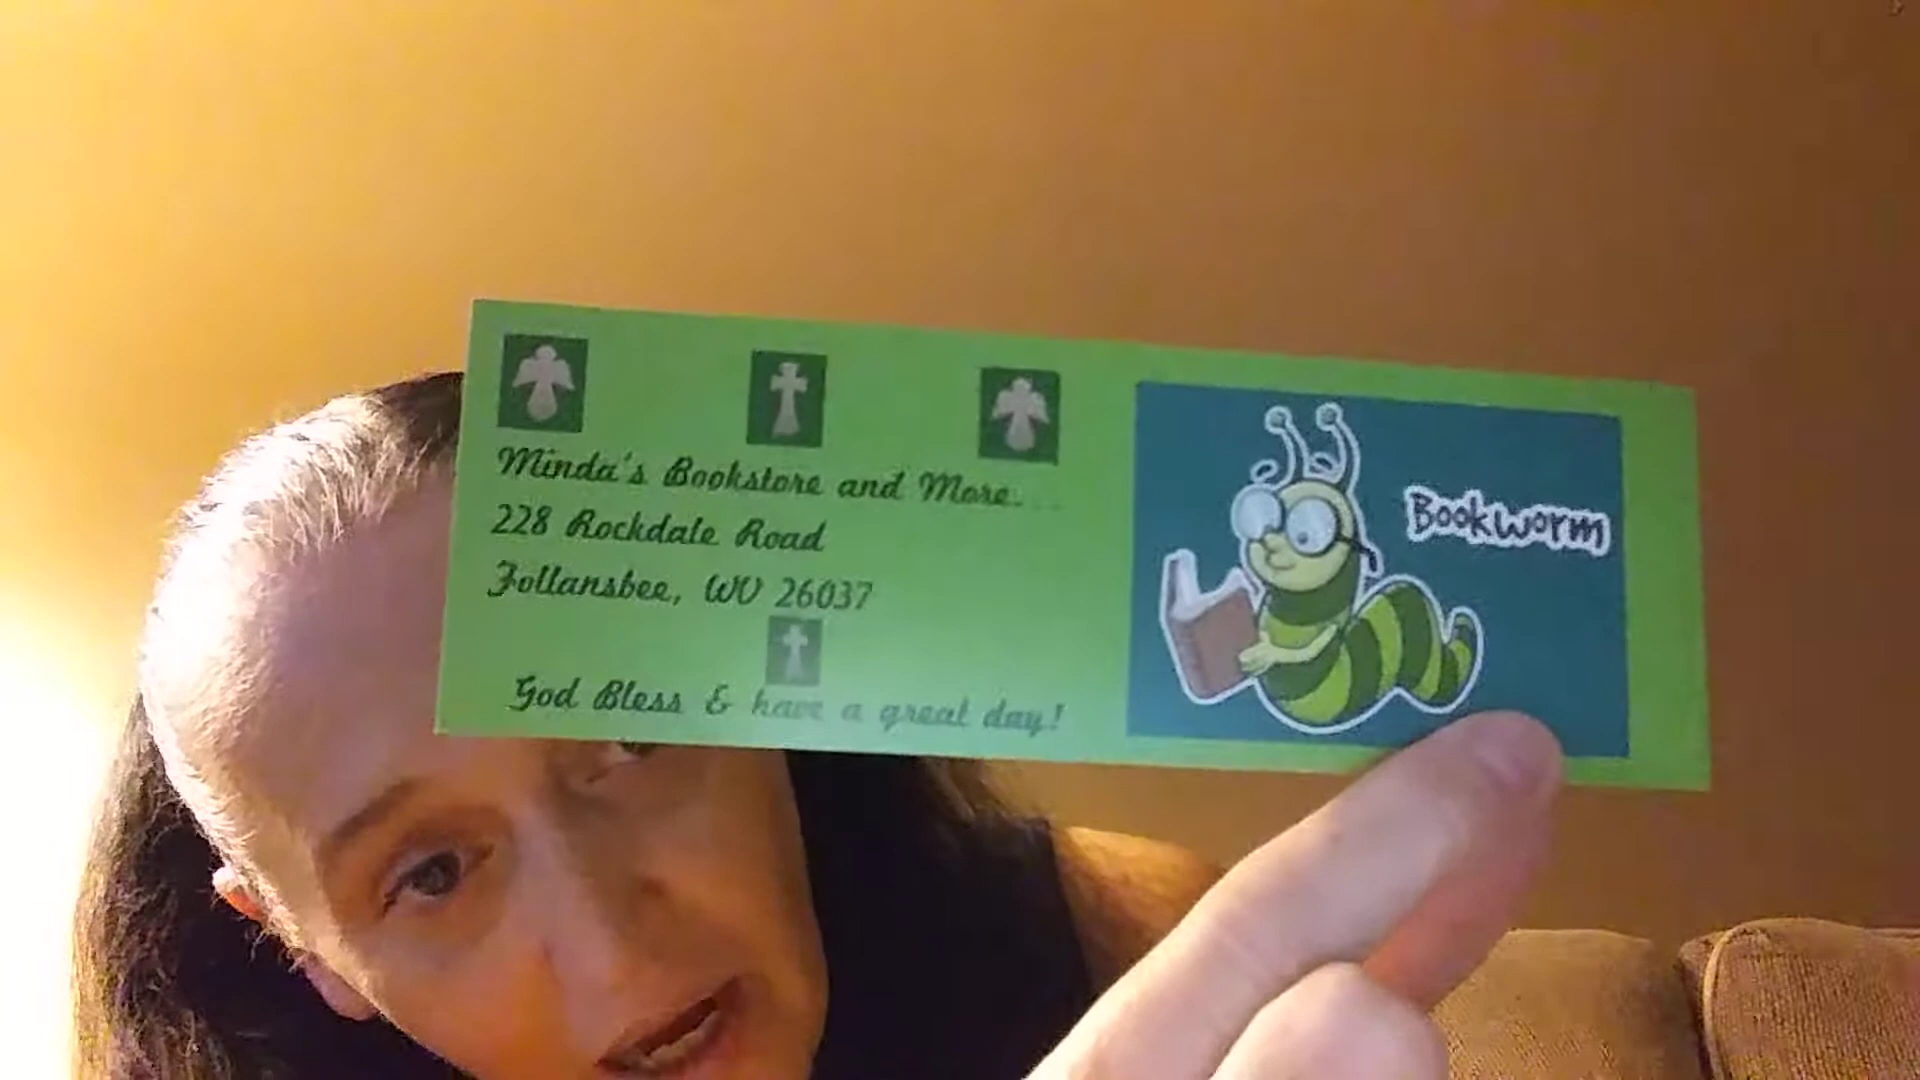 Minda's Bookstore and More...
228 Rockdale Road
Follansbee, WV 26037
God Bless & have a great day!
Bookworm